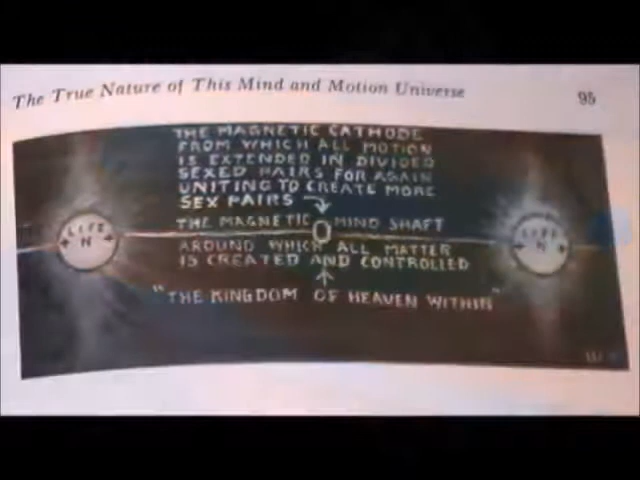 The True Nature of This Mind and Motion Universe 95
THE MAGNETIC CATHODE
FROM WHICH ALL MOTION
IS EXTENDED IN DIVIDED
SEXED PAIRS FOR AGAIN
UNITING TO CREATE MORE
SEX PAIRS
THE MAGNETIC MIND SHAFT
LIFE
N
0
LIFE
N
AROUND WHICH ALL MATTER
IS CREATED AND CONTROLLED
"THE KINGDOM OF HEAVEN WITHIN"